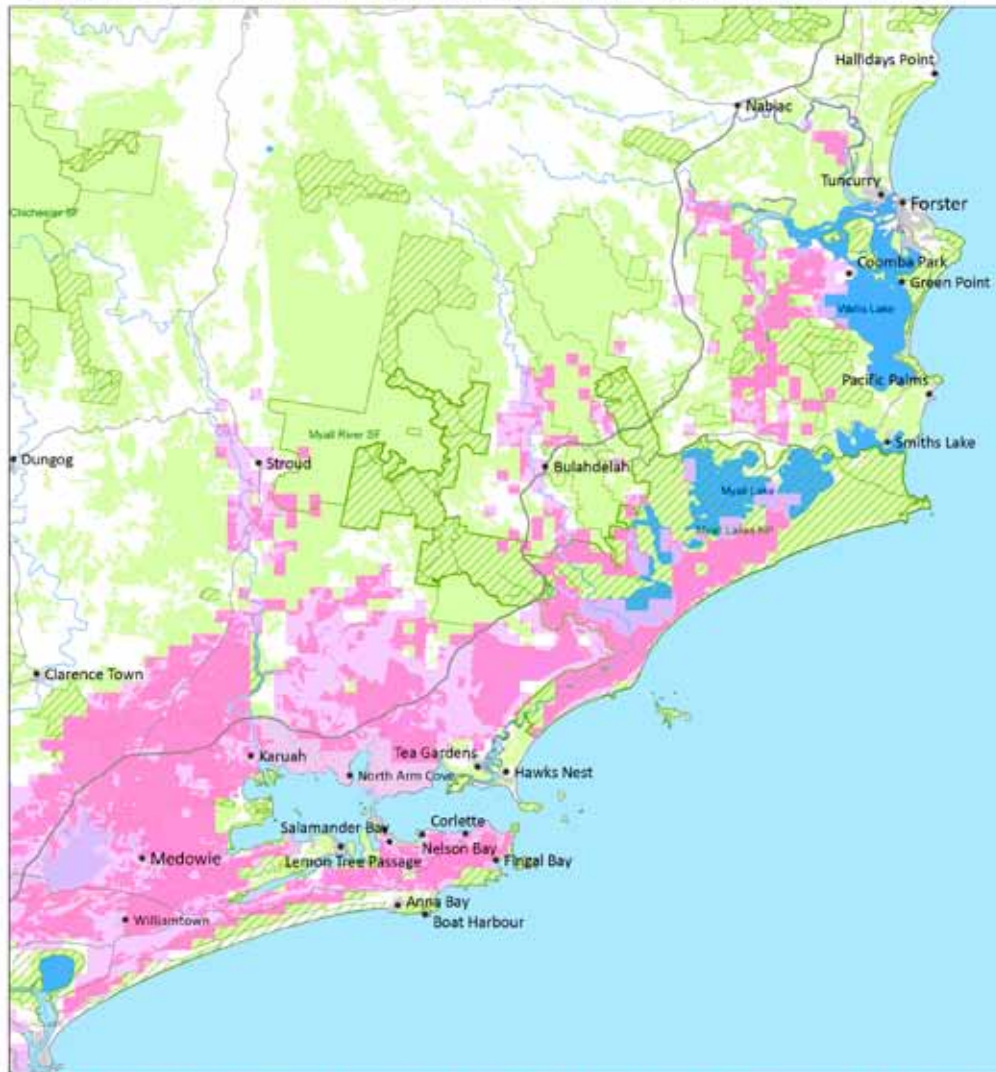 Hallidays Point
Nabiac
Tuncurry
Forster
Chichester SF
Coomba Park
Green Point
Wallis Lake
Pacific Palms
Myall River SF
Smiths Lake
Dungog
Stroud
Bulahdelah
Myall Lake
Myall Lakes NP
Clarence Town
Karuah
Tea Gardens
North Arm Cove
Hawks Nest
Salamander Bay
Corlette
Nelson Bay
Lemon Tree Passage
Fingal Bay
Medowie
Anna Bay
Boat Harbour
Williamtown